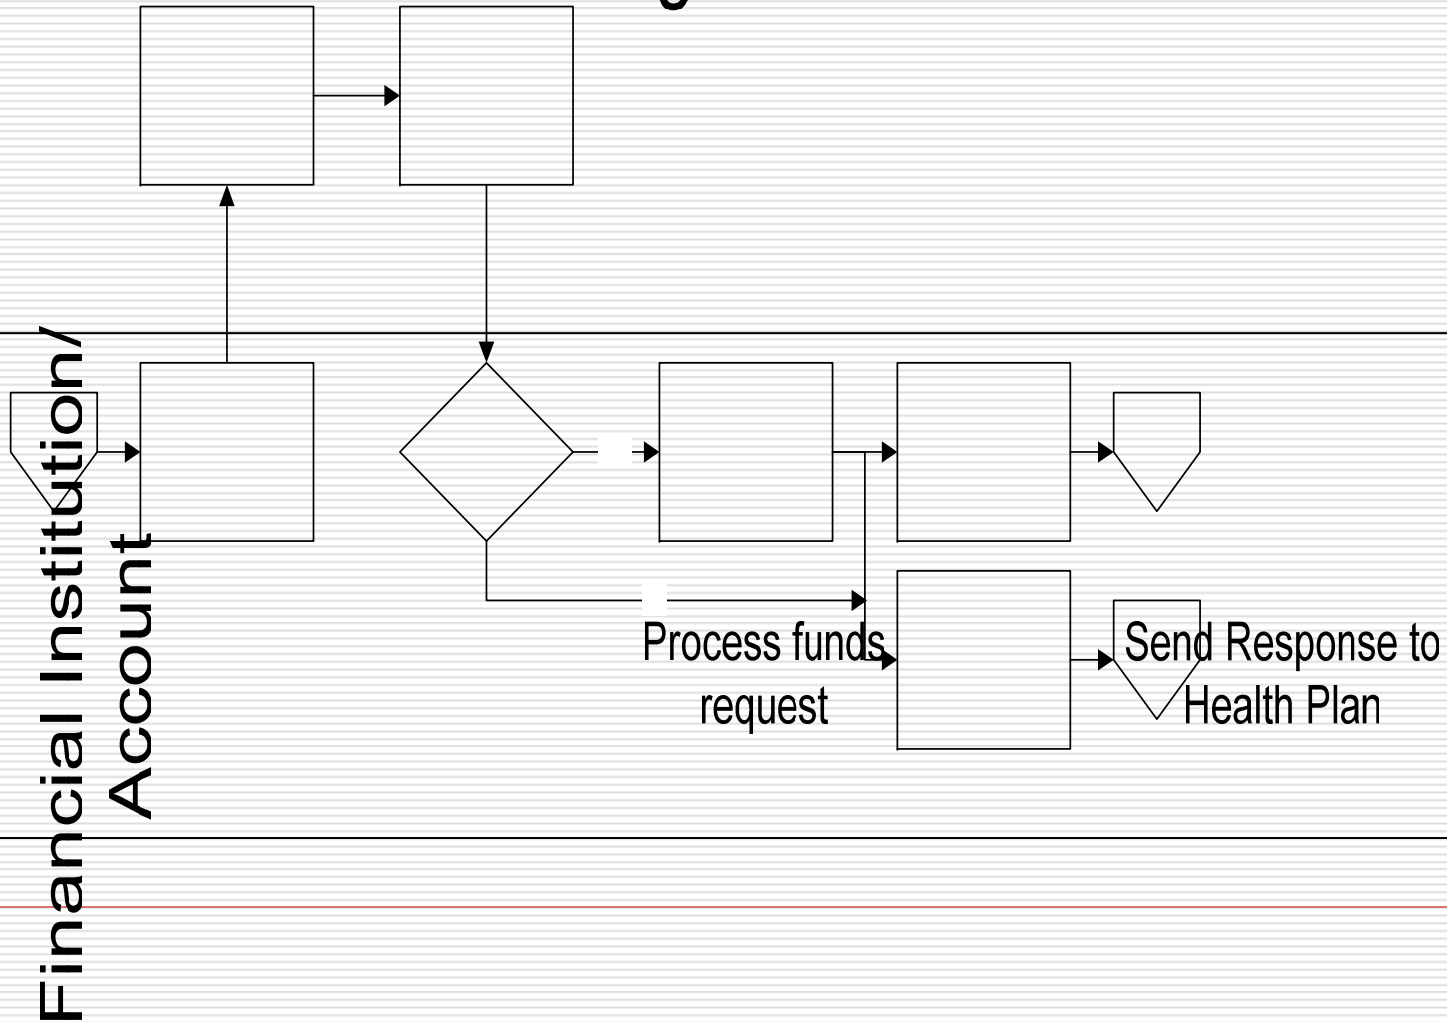 Financial Institution/
Account
Process funds
request
Send Response to
Health Plan